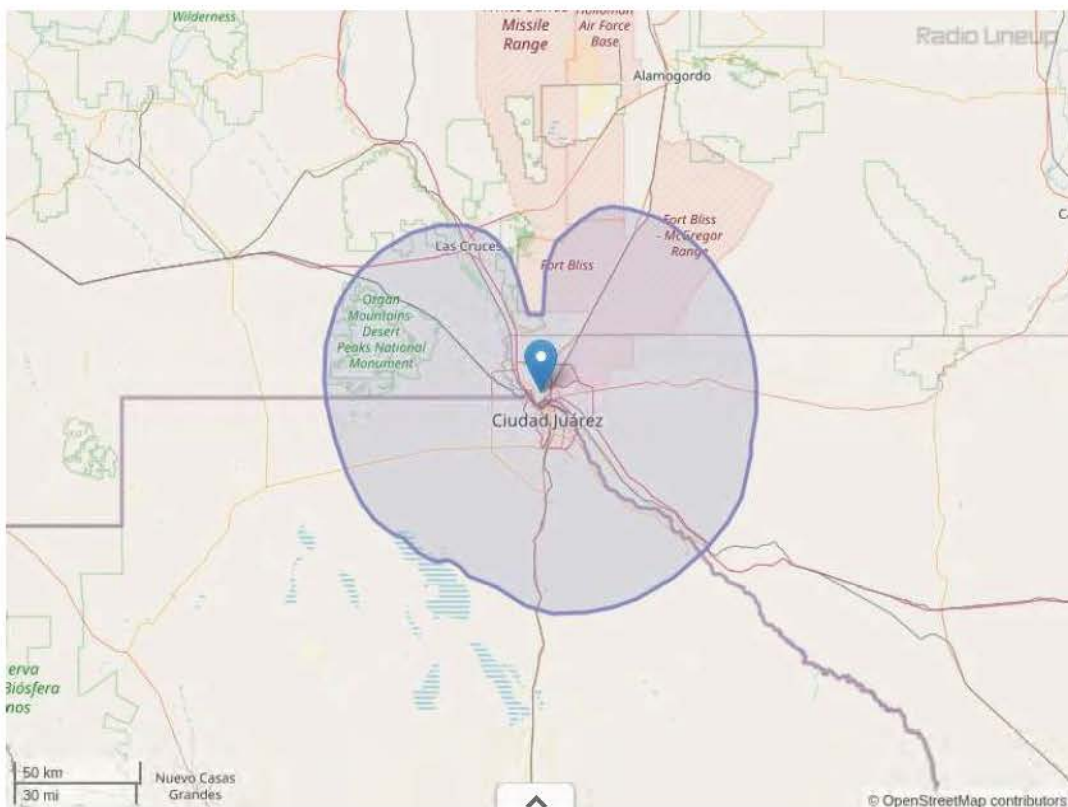 Wilderness
Missile
Range
Holloman
Air Force
Base
Radio Lineup
Alamogordo
Las Cruces
Fort Bliss
- McGregor
Range
Fort Bliss
Organ
Mountains-
Desert
Peaks National
Monument
Ciudad Juárez
erva
Biósfera
nos
50 km
30 mi
Nuevo Casas
Grandes
© OpenStreetMap contributors